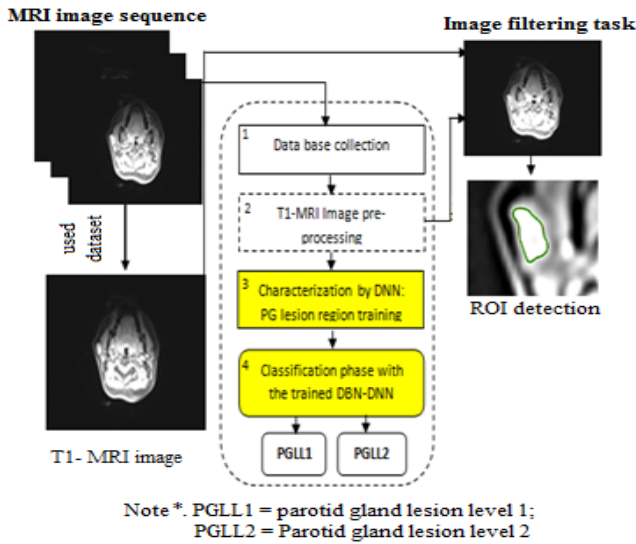 MRI image sequence
Image filtering task
1
Data base collection
2
T1-MRI Image pre-
processing
3
Characterization by DNN:
PG lesion region training
4
Classification phase with
the trained DBN-DNN
PGLL1
PGLL2
used
dataset
T1- MRI image
ROI detection
Note *. PGLL1 = parotid gland lesion level 1;
PGLL2 = Parotid gland lesion level 2